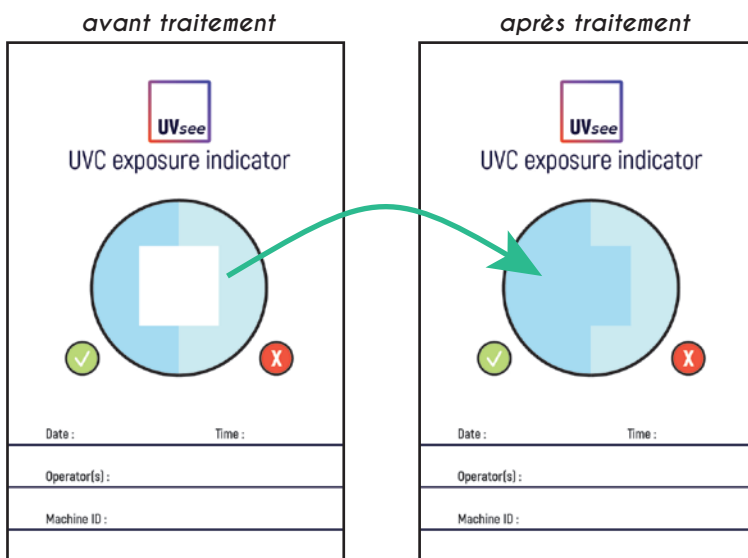 avant traitement
UVsee
UVC exposure indicator
X
Date :
Time :
Operator(s) :
Machine ID :
après traitement
UVsee
UVC exposure indicator
X
Date :
Time :
Operator(s) :
Machine ID :